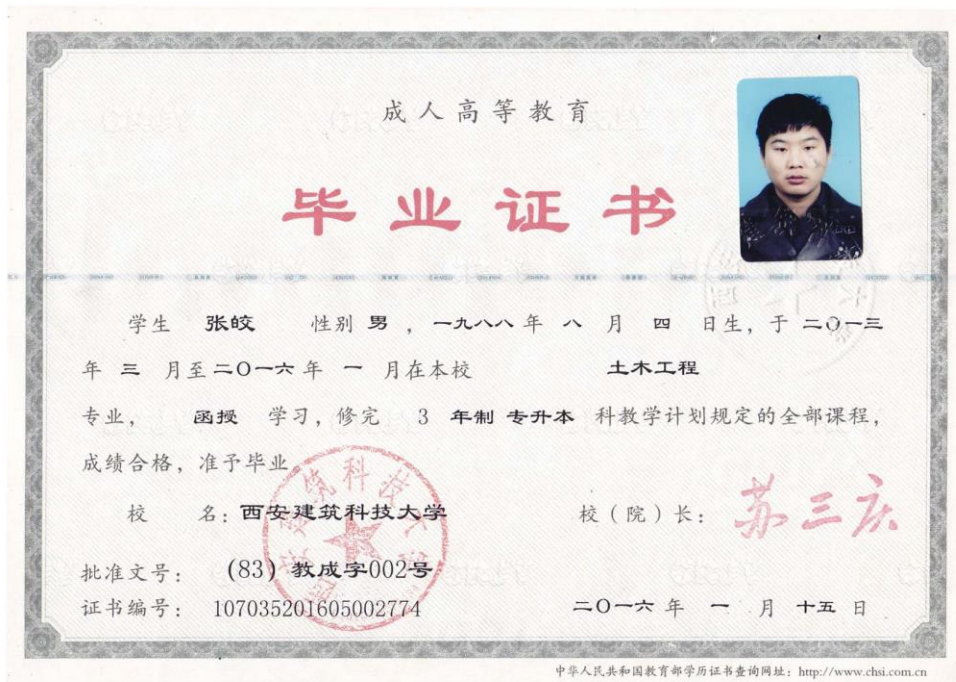 成人高等教育
毕业证书
学生 张皎 性别 男 ，一九八八 年 八 月 四 日生，于 二〇一三
年 三 月至 二〇一六 年 一 月在本校 土木工程
专业， 函授 学习，修完 3 年制 专升本 科教学计划规定的全部课程，
成绩合格，准予毕业
校 名：西安建筑科技大学 校（院）长：苏三庆
批准文号： (83) 教成字002号
证书编号： 107035201605002774 二〇一六 年 一 月 十五 日
中华人民共和国教育部学历证书查询网址：http://www.chsi.com.cn